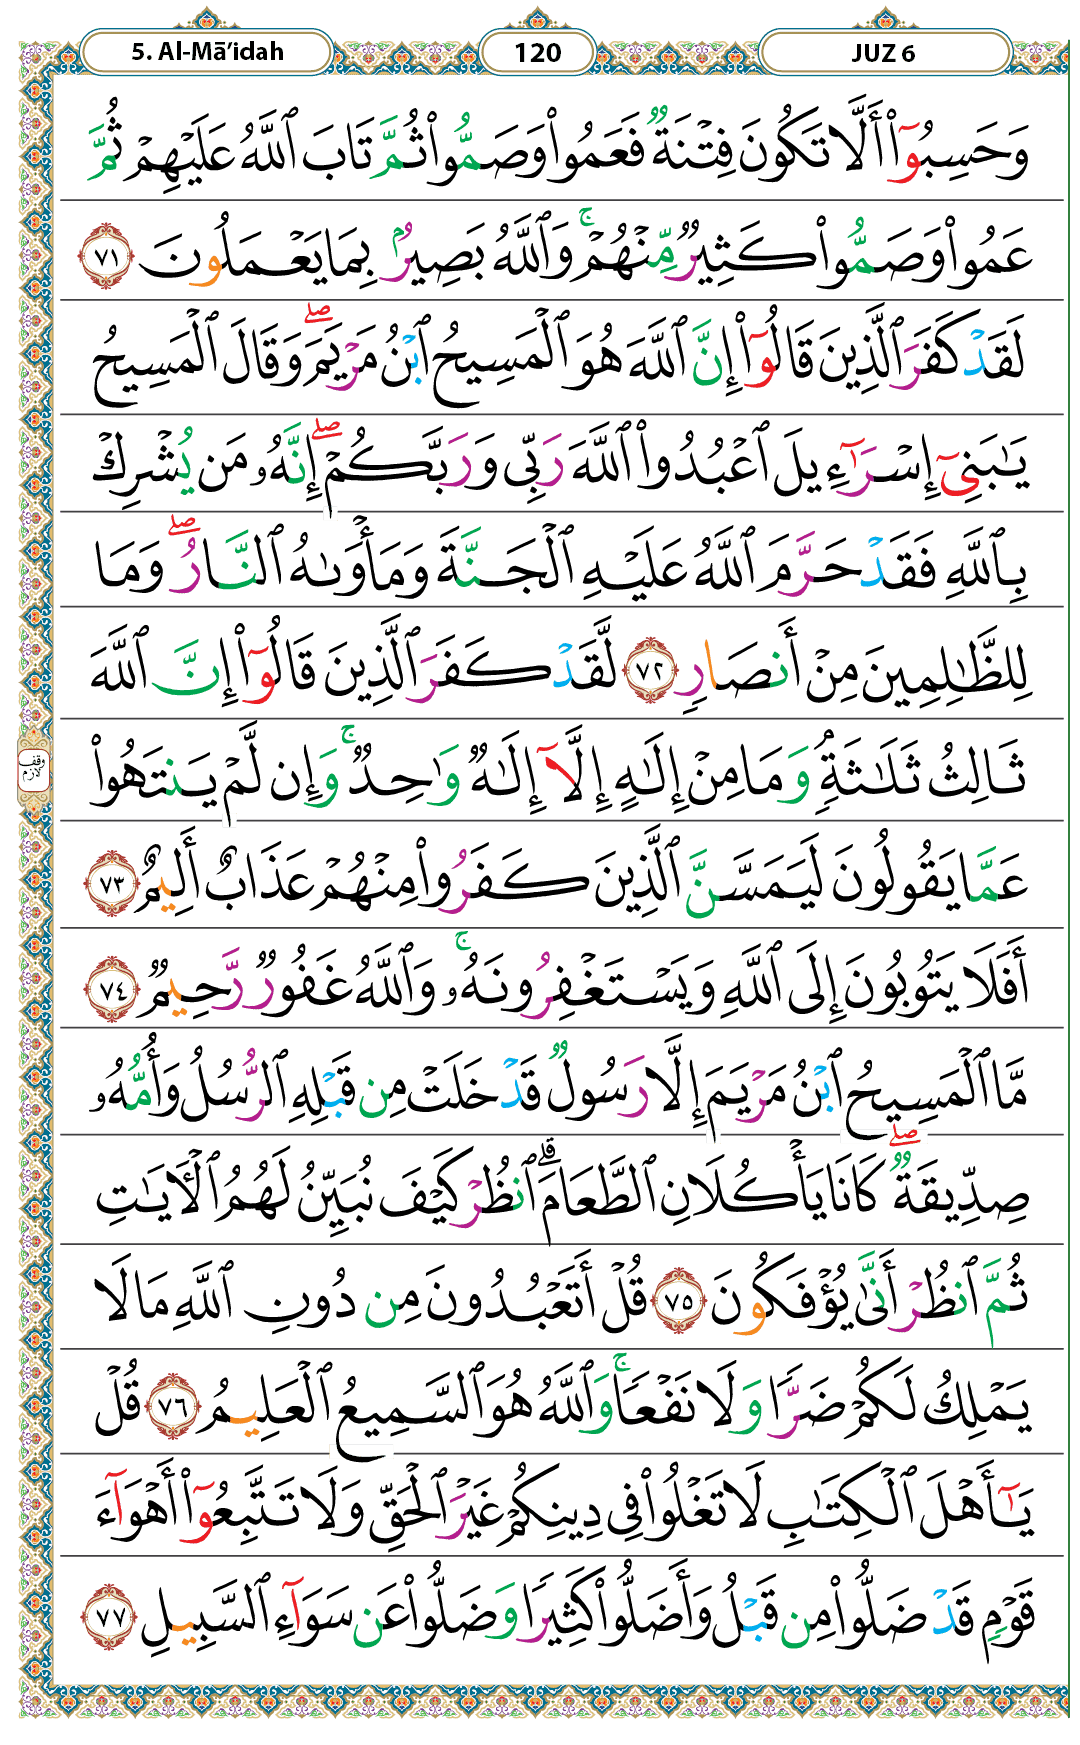 5. Al-Mā’idah
120
JUZ 6
وَحَسِبُوٓا۟ أَلَّا تَكُونَ فِتْنَةٌ فَعَمُوا۟ وَصَمُّوا۟ ثُمَّ تَابَ ٱللَّهُ عَلَيْهِمْ ثُمَّ
عَمُوا۟ وَصَمُّوا۟ كَثِيرٌ مِّنْهُمْ ۚ وَٱللَّهُ بَصِيرٌۢ بِمَا يَعْمَلُونَ ٧١
لَقَدْ كَفَرَ ٱلَّذِينَ قَالُوٓا۟ إِنَّ ٱللَّهَ هُوَ ٱلْمَسِيحُ ٱبْنُ مَرْيَمَ ۖ وَقَالَ ٱلْمَسِيحُ
يَـٰبَنِىٓ إِسْرَٰٓءِيلَ ٱعْبُدُوا۟ ٱللَّهَ رَبِّى وَرَبَّكُمْ ۖ إِنَّهُۥ مَن يُشْرِكْ
بِٱللَّهِ فَقَدْ حَرَّمَ ٱللَّهُ عَلَيْهِ ٱلْجَنَّةَ وَمَأْوَىٰهُ ٱلنَّارُ ۖ وَمَا
لِلظَّـٰلِمِينَ مِنْ أَنصَارٍ ٧٢ لَّقَدْ كَفَرَ ٱلَّذِينَ قَالُوٓا۟ إِنَّ ٱللَّهَ
وقف لازم
ثَالِثُ ثَلَـٰثَةٍ ۘ وَمَا مِنْ إِلَـٰهٍ إِلَّآ إِلَـٰهٌ وَٰحِدٌ ۚ وَإِن لَّمْ يَنتَهُوا۟
عَمَّا يَقُولُونَ لَيَمَسَّنَّ ٱلَّذِينَ كَفَرُوا۟ مِنْهُمْ عَذَابٌ أَلِيمٌ ٧٣
أَفَلَا يَتُوبُونَ إِلَى ٱللَّهِ وَيَسْتَغْفِرُونَهُۥ ۚ وَٱللَّهُ غَفُورٌ رَّحِيمٌ ٧٤
مَّا ٱلْمَسِيحُ ٱبْنُ مَرْيَمَ إِلَّا رَسُولٌ قَدْ خَلَتْ مِن قَبْلِهِ ٱلرُّسُلُ وَأُمُّهُۥ
صِدِّيقَةٌ ۖ كَانَا يَأْكُلَانِ ٱلطَّعَامَ ۗ ٱنظُرْ كَيْفَ نُبَيِّنُ لَهُمُ ٱلْـَٔايَـٰتِ
ثُمَّ ٱنظُرْ أَنَّىٰ يُؤْفَكُونَ ٧٥ قُلْ أَتَعْبُدُونَ مِن دُونِ ٱللَّهِ مَا لَا
يَمْلِكُ لَكُمْ ضَرًّا وَلَا نَفْعًا ۚ وَٱللَّهُ هُوَ ٱلسَّمِيعُ ٱلْعَلِيمُ ٧٦ قُلْ
يَـٰٓأَهْلَ ٱلْكِتَـٰبِ لَا تَغْلُوا۟ فِى دِينِكُمْ غَيْرَ ٱلْحَقِّ وَلَا تَتَّبِعُوٓا۟ أَهْوَآءَ
قَوْمٍ قَدْ ضَلُّوا۟ مِن قَبْلُ وَأَضَلُّوا۟ كَثِيرًا وَضَلُّوا۟ عَن سَوَآءِ ٱلسَّبِيلِ ٧٧